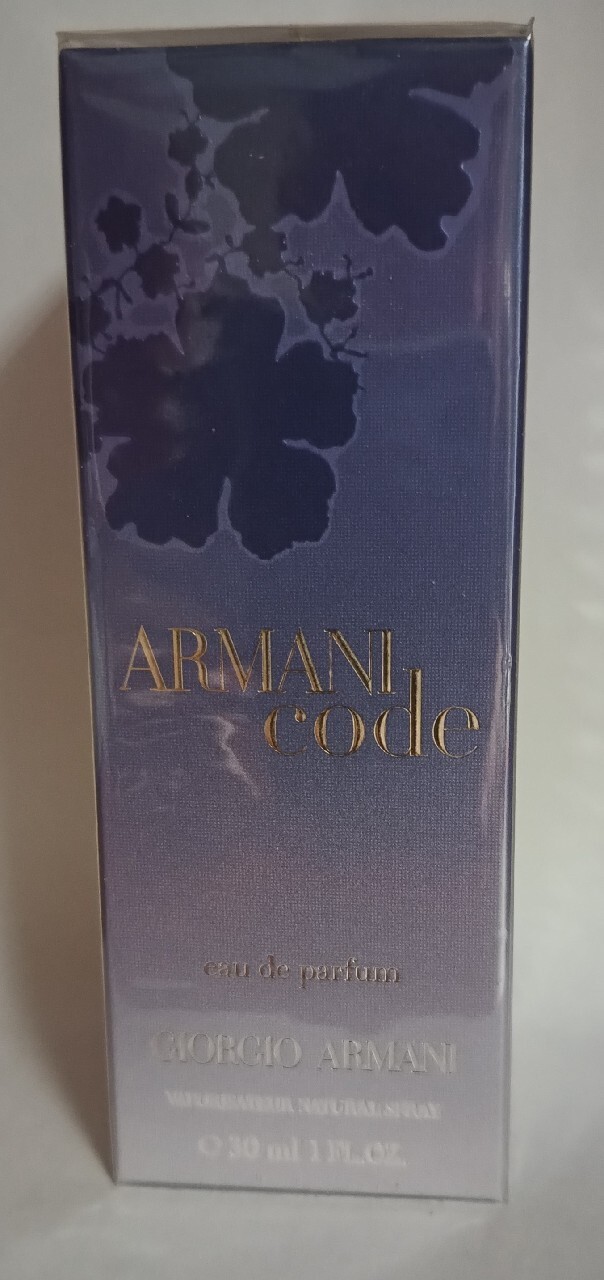 ARMANI
code
eau de parfum
GIORGIO ARMANI
VAPORISATEUR NATURAL SPRAY
℮ 30 ml 1 FL.OZ.